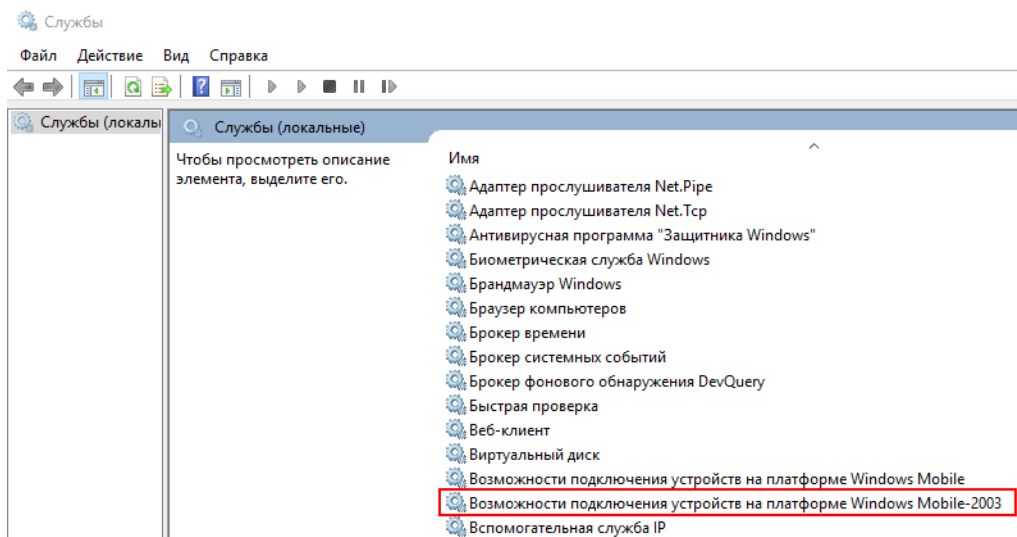 Службы
Файл Действие Вид Справка
Службы (локалы
Службы (локальные)
Чтобы просмотреть описание
элемента, выделите его.
Имя
Адаптер прослушивателя Net.Pipe
Адаптер прослушивателя Net.Tcp
Антивирусная программа "Защитника Windows"
Биометрическая служба Windows
Брандмауэр Windows
Браузер компьютеров
Брокер времени
Брокер системных событий
Брокер фонового обнаружения DevQuery
Быстрая проверка
Веб-клиент
Виртуальный диск
Возможности подключения устройств на платформе Windows Mobile
Возможности подключения устройств на платформе Windows Mobile-2003
Вспомогательная служба IP